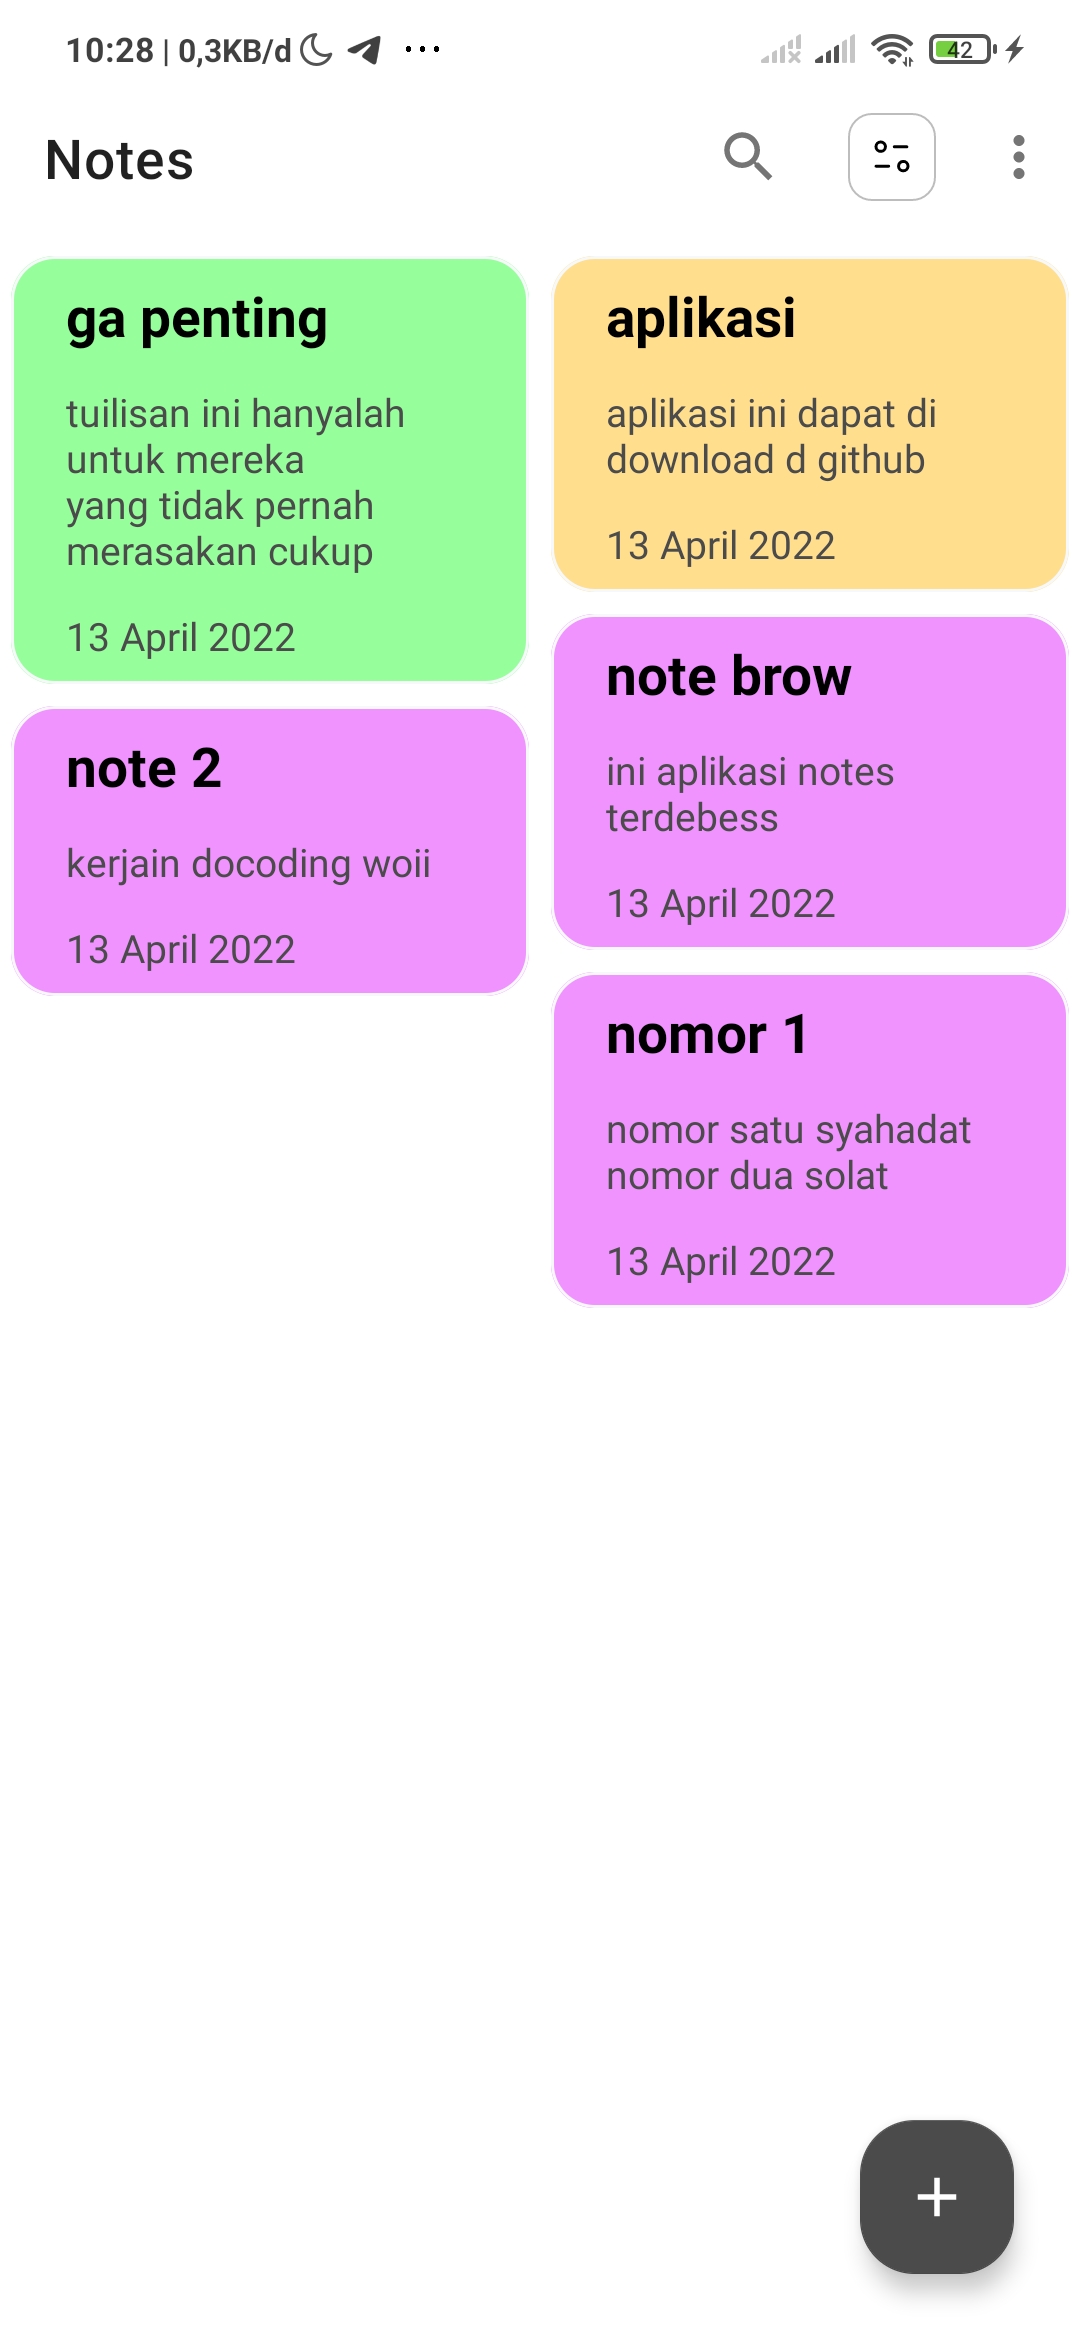 10:28 | 0,3KB/d
42
Notes
ga penting
tuilisan ini hanyalah
untuk mereka
yang tidak pernah
merasakan cukup
13 April 2022
aplikasi
aplikasi ini dapat di
download d github
13 April 2022
note 2
kerjain docoding woii
13 April 2022
note brow
ini aplikasi notes
terdebess
13 April 2022
nomor 1
nomor satu syahadat
nomor dua solat
13 April 2022